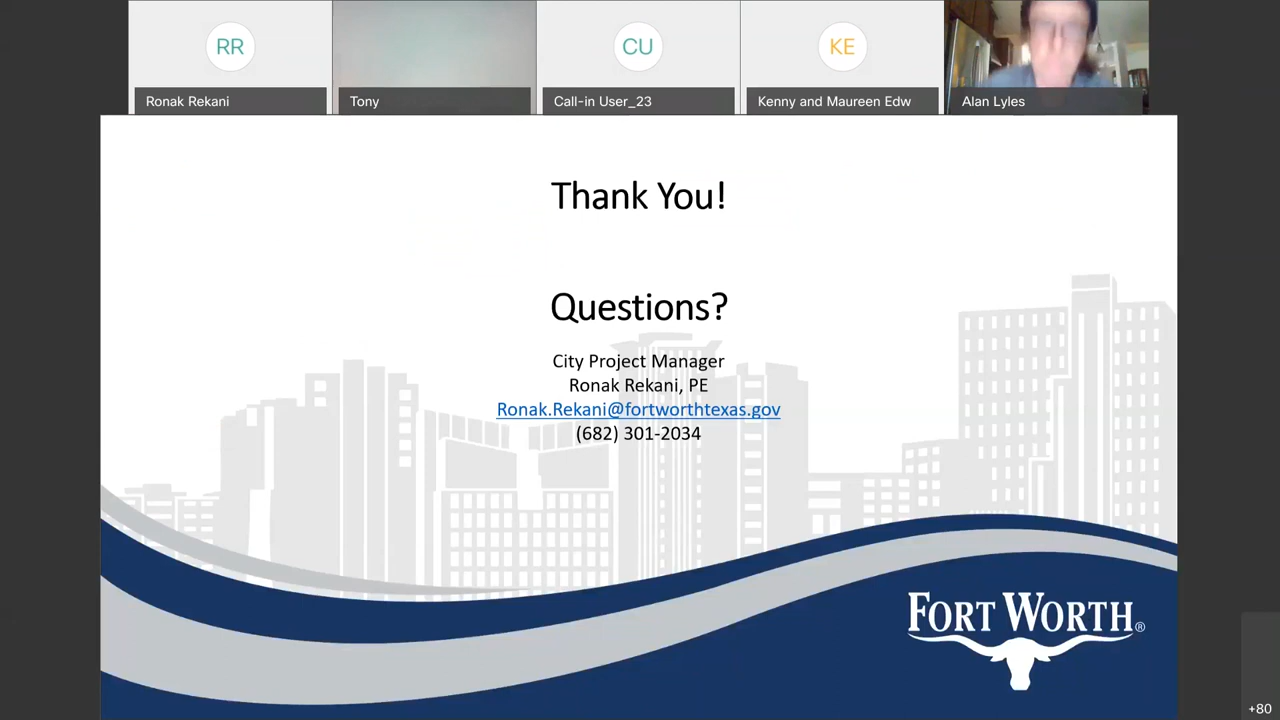 RR
CU
KE
Ronak Rekani
Tony
Call-in User_23
Kenny and Maureen Edw
Alan Lyles
Thank You!
Questions?
City Project Manager
Ronak Rekani, PE
Ronak.Rekani@fortworthtexas.gov
(682) 301-2034
FORT WORTH®
+80